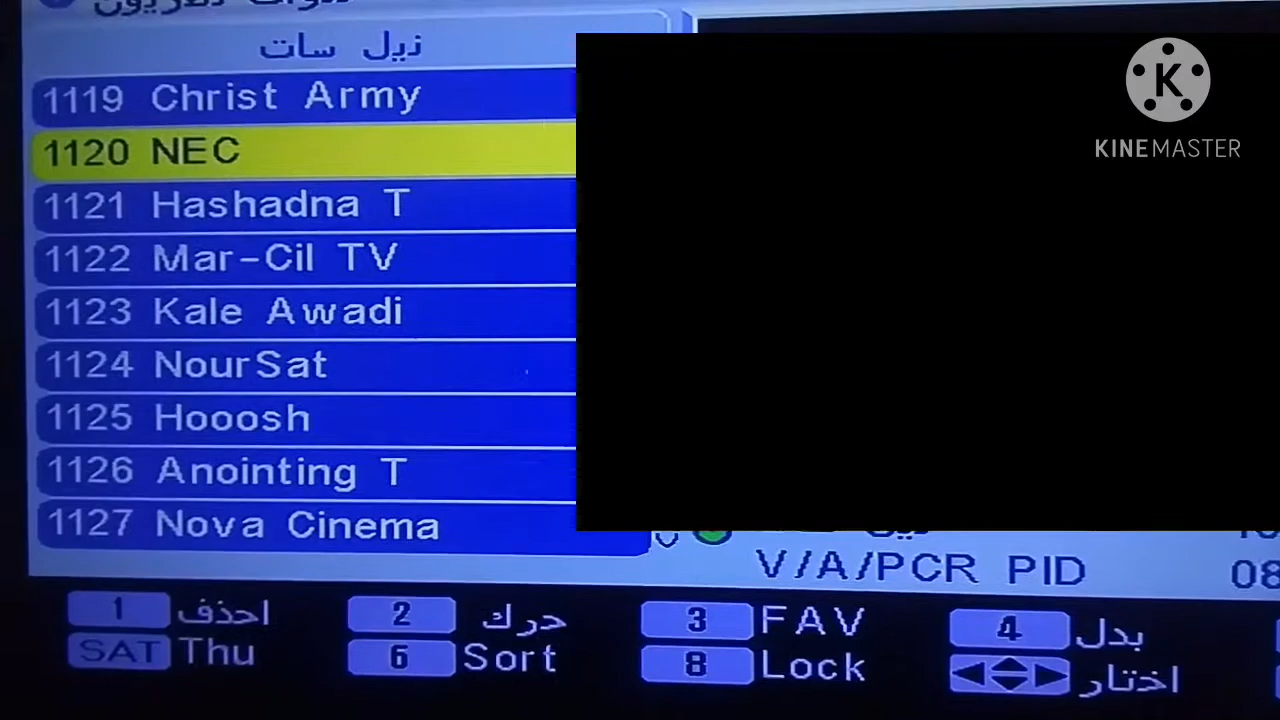 نيل سات
1119 Christ Army
1120 NEC
1121 Hashadna T
1122 Mar-Cil TV
1123 Kale Awadi
1124 NourSat
1125 Hooosh
1126 Anointing T
1127 Nova Cinema
K
KINEMASTER
V/A/PCR PID 08
1 احذف 2 حرك 3 FAV 4 بدل
SAT Thu 6 Sort 8 Lock اختار